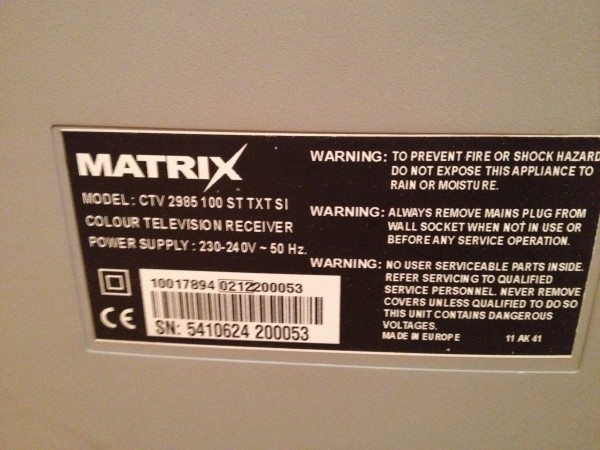 MATRIX
MODEL : CTV 2985 100 ST TXT SI
COLOUR TELEVISION RECEIVER
POWER SUPPLY : 230-240V ~ 50 Hz.
10017894 0212200053
SN: 5410624 200053
WARNING: TO PREVENT FIRE OR SHOCK HAZARD
DO NOT EXPOSE THIS APPLIANCE TO
RAIN OR MOISTURE.
WARNING: ALWAYS REMOVE MAINS PLUG FROM
WALL SOCKET WHEN NOT IN USE OR
BEFORE ANY SERVICE OPERATION.
WARNING: NO USER SERVICEABLE PARTS INSIDE.
REFER SERVICING TO QUALIFIED
SERVICE PERSONNEL. NEVER REMOVE
COVERS UNLESS QUALIFIED TO DO SO
THIS UNIT CONTAINS DANGEROUS
VOLTAGES.
MADE IN EUROPE 11 AK 41
CE